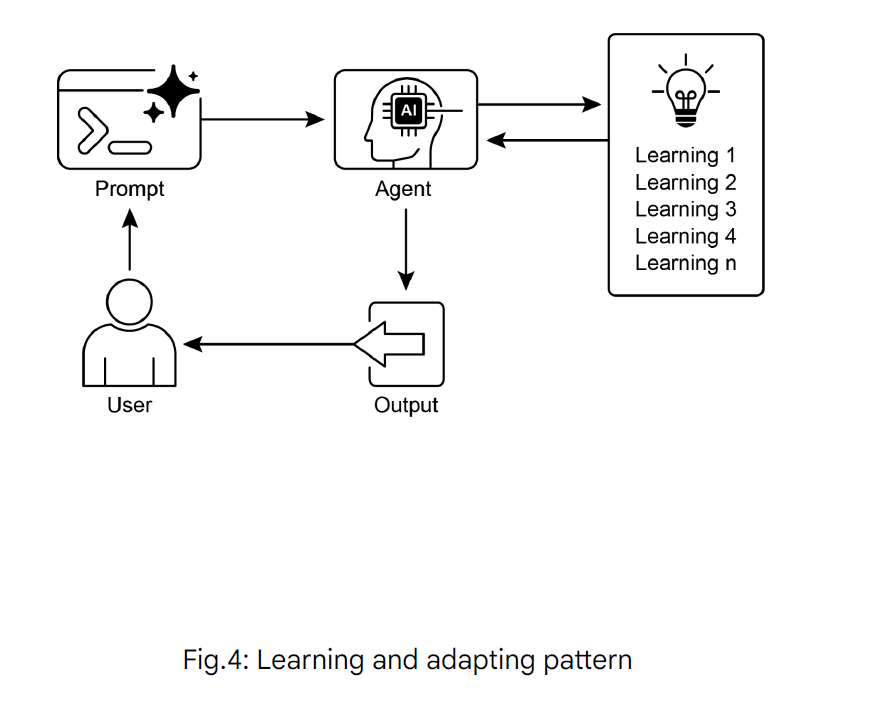 AI
Prompt
Agent
Learning 1
Learning 2
Learning 3
Learning 4
Learning n
User
Output
Fig.4: Learning and adapting pattern